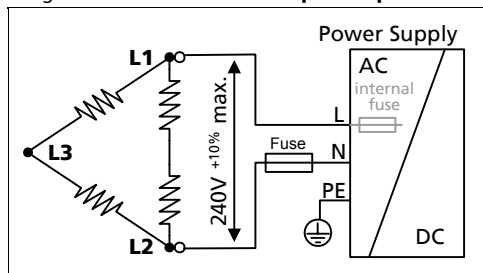 Power Supply
L1
AC
internal
fuse
L
L3
240V +10% max.
Fuse
N
PE
L2
DC